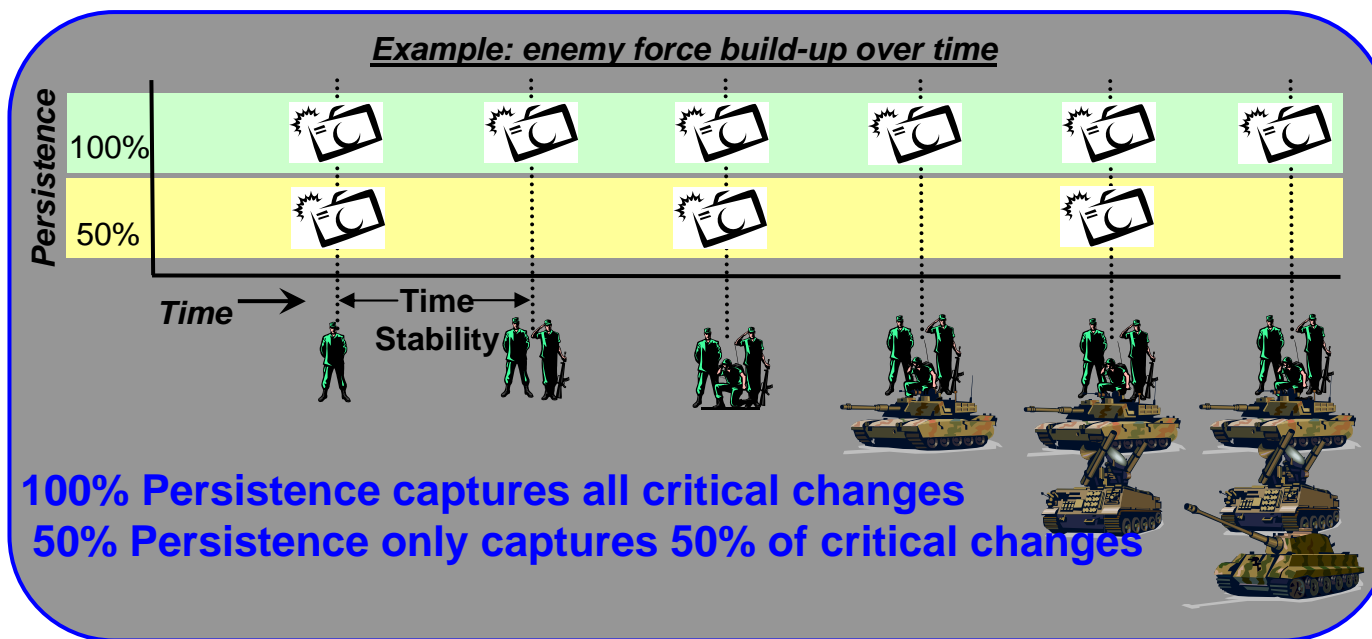 Example: enemy force build-up over time
Persistence
100%
50%
Time
Time
Stability
100% Persistence captures all critical changes
50% Persistence only captures 50% of critical changes